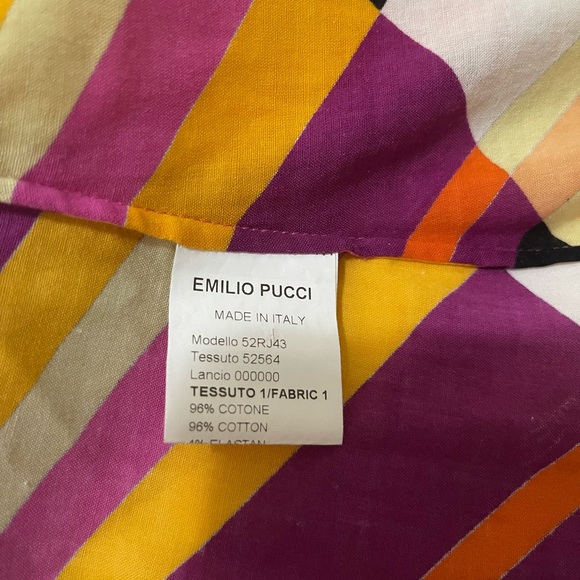 EMILIO PUCCI
MADE IN ITALY
Modello 52RJ43
Tessuto 52564
Lancio 000000
TESSUTO 1/FABRIC 1
96% COTONE
96% COTTON
ELASTAN